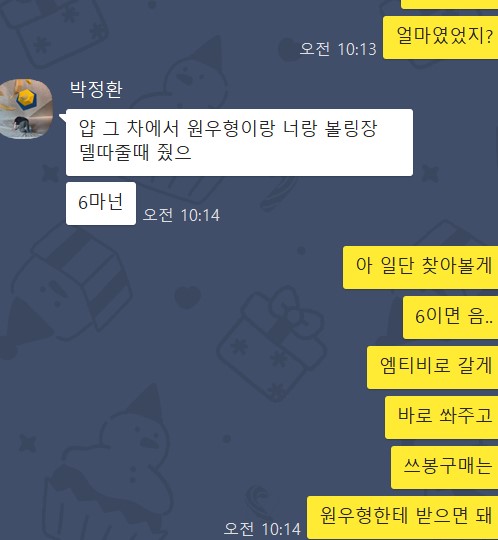 얼마였었지?
오전 10:13
박정환
얍 그 차에서 원우형이랑 너랑 볼링장
델따줄때 줬으
6마넌
오전 10:14
아 일단 찾아볼게
6이면 음..
엠티비로 갈게
바로 쏴주고
쓰봉구매는
원우형한테 받으면 돼
오전 10:14